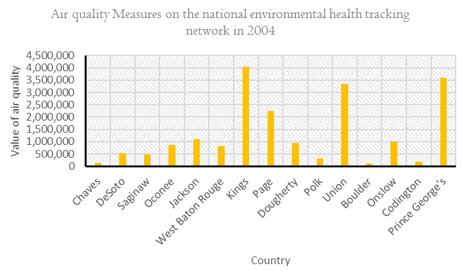 Air quality Measures on the national environmental health tracking
network in 2004
Value of air quality
4,500,000
4,000,000
3,500,000
3,000,000
2,500,000
2,000,000
1,500,000
1,000,000
500,000
0
Chaves
DeSoto
Saginaw
Oconee
Jackson
West Baton Rouge
Kings
Page
Dougherty
Polk
Union
Boulder
Onslow
Codington
Prince George's
Country